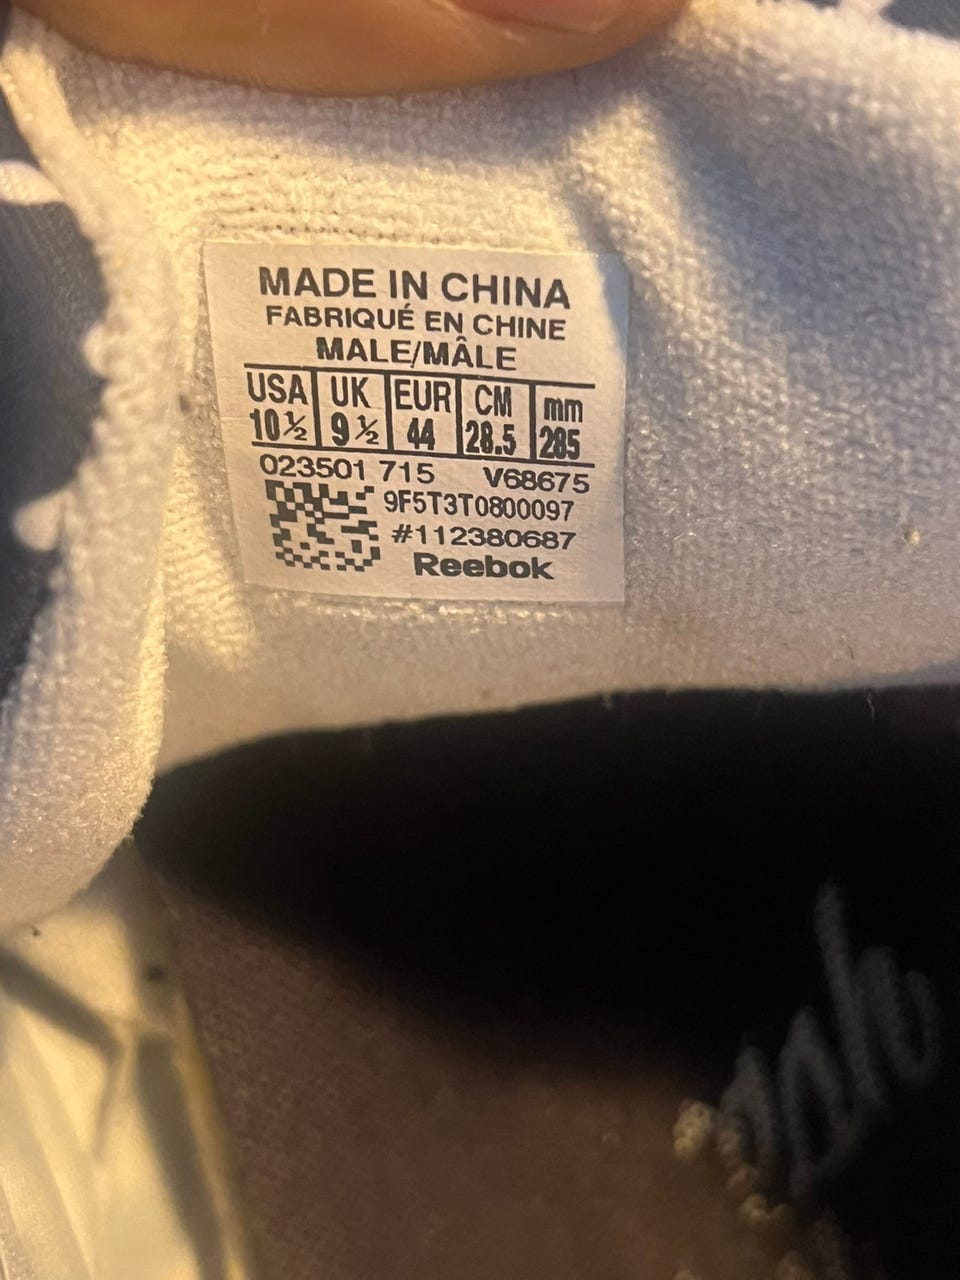 MADE IN CHINA
FABRIQUÉ EN CHINE
MALE/MÂLE
USA UK EUR CM mm
10½ 9½ 44 28.5 285
023501 715 V68675
9F5T3T0800097
#112380687
Reebok